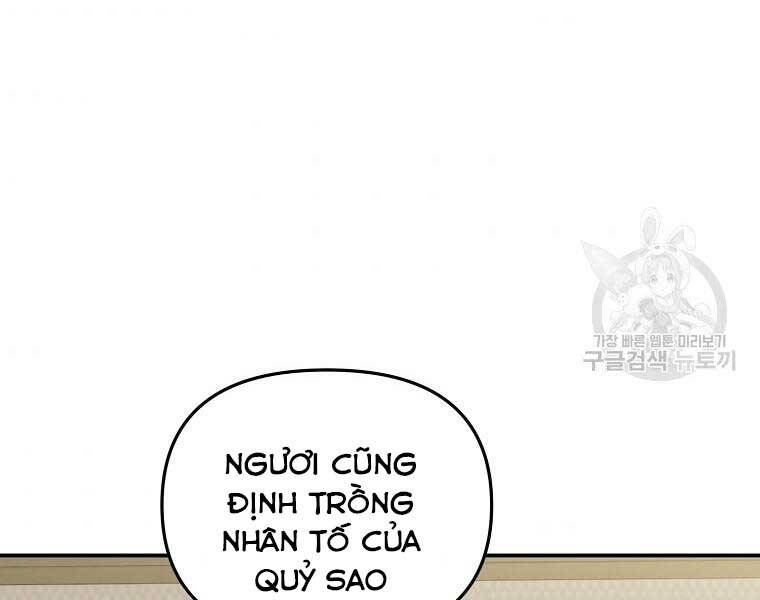 가장 빠른 웹툰 미리보기
구글검색 뉴토끼
NGƯƠI CŨNG
ĐỊNH TRỒNG
NHÂN TỐ CỦA
QUỶ SAO